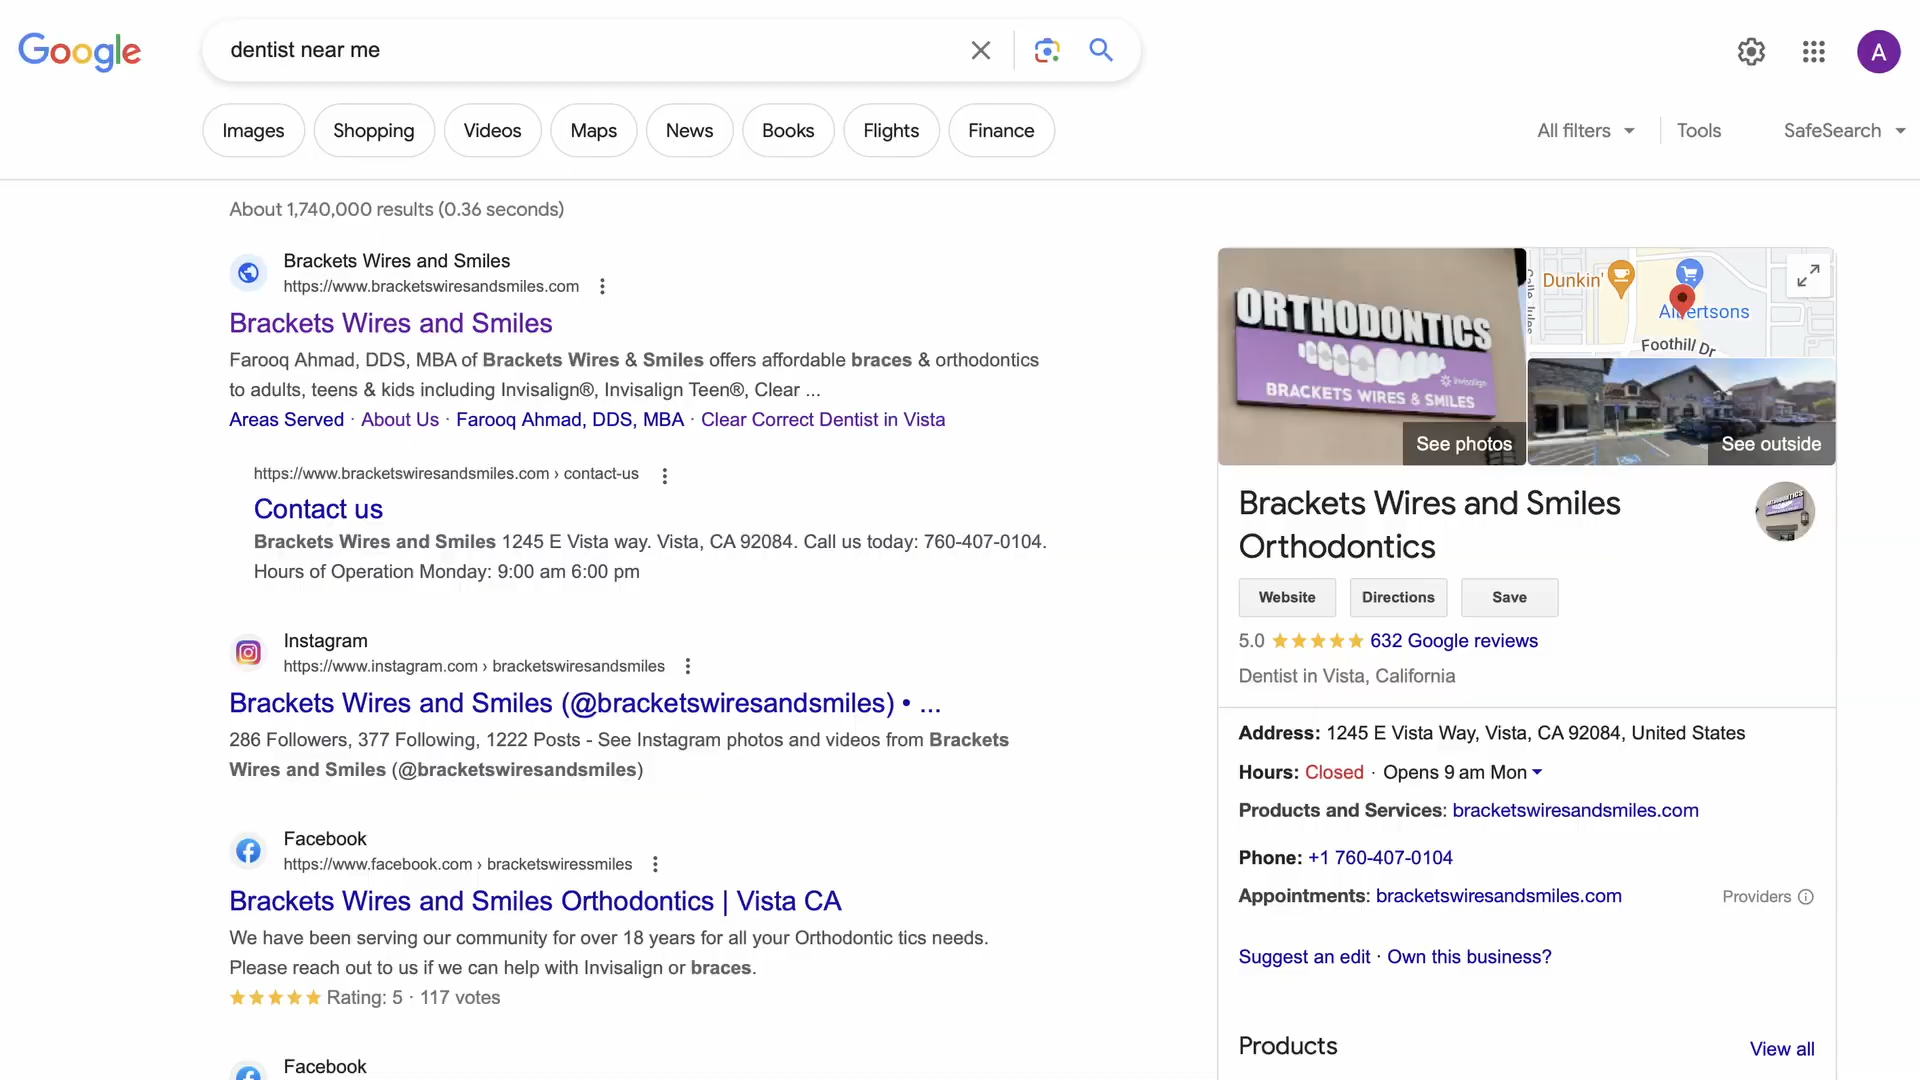 Google
dentist near me
A
Images
Shopping
Videos
Maps
News
Books
Flights
Finance
All filters
Tools
SafeSearch
About 1,740,000 results (0.36 seconds)
Brackets Wires and Smiles
https://www.bracketswiresandsmiles.com
Brackets Wires and Smiles
Farooq Ahmad, DDS, MBA of Brackets Wires & Smiles offers affordable braces & orthodontics
to adults, teens & kids including Invisalign®, Invisalign Teen®, Clear ...
Areas Served · About Us · Farooq Ahmad, DDS, MBA · Clear Correct Dentist in Vista
https://www.bracketswiresandsmiles.com › contact-us
Contact us
Brackets Wires and Smiles 1245 E Vista way. Vista, CA 92084. Call us today: 760-407-0104.
Hours of Operation Monday: 9:00 am 6:00 pm
Instagram
https://www.instagram.com › bracketswiresandsmiles
Brackets Wires and Smiles (@bracketswiresandsmiles) • ...
286 Followers, 377 Following, 1222 Posts - See Instagram photos and videos from Brackets
Wires and Smiles (@bracketswiresandsmiles)
Facebook
https://www.facebook.com › bracketswiressmiles
Brackets Wires and Smiles Orthodontics | Vista CA
We have been serving our community for over 18 years for all your Orthodontic tics needs.
Please reach out to us if we can help with Invisalign or braces.
Rating: 5 · 117 votes
Facebook
ORTHODONTICS
invisalign
BRACKETS WIRES & SMILES
See photos
Dunkin'
Albertsons
Foothill Dr
See outside
Brackets Wires and Smiles
Orthodontics
Website
Directions
Save
5.0
632 Google reviews
Dentist in Vista, California
Address: 1245 E Vista Way, Vista, CA 92084, United States
Hours: Closed · Opens 9 am Mon
Products and Services: bracketswiresandsmiles.com
Phone: +1 760-407-0104
Appointments: bracketswiresandsmiles.com
Providers
Suggest an edit · Own this business?
Products
View all